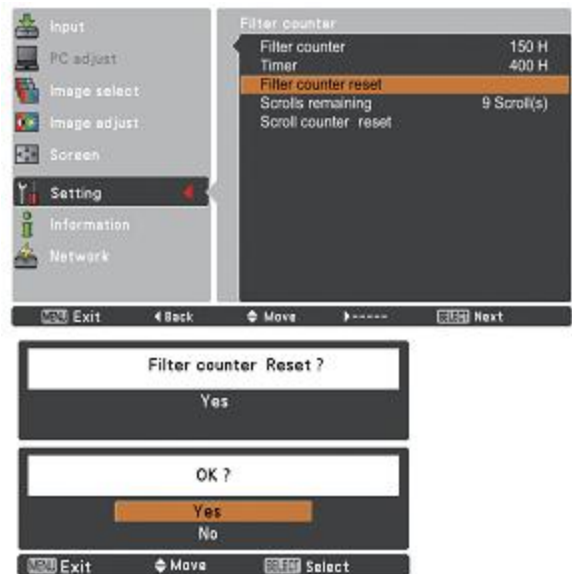 Input
PC adjust
Image select
Image adjust
Screen
Setting
Information
Network
Filter counter
Filter counter 150 H
Timer 400 H
Filter counter reset
Scrolls remaining 9 Scroll(s)
Scroll counter reset
MENU Exit Back Move ----- SELECT Next
Filter counter Reset ?
Yes
OK ?
Yes
No
MENU Exit Move SELECT Select